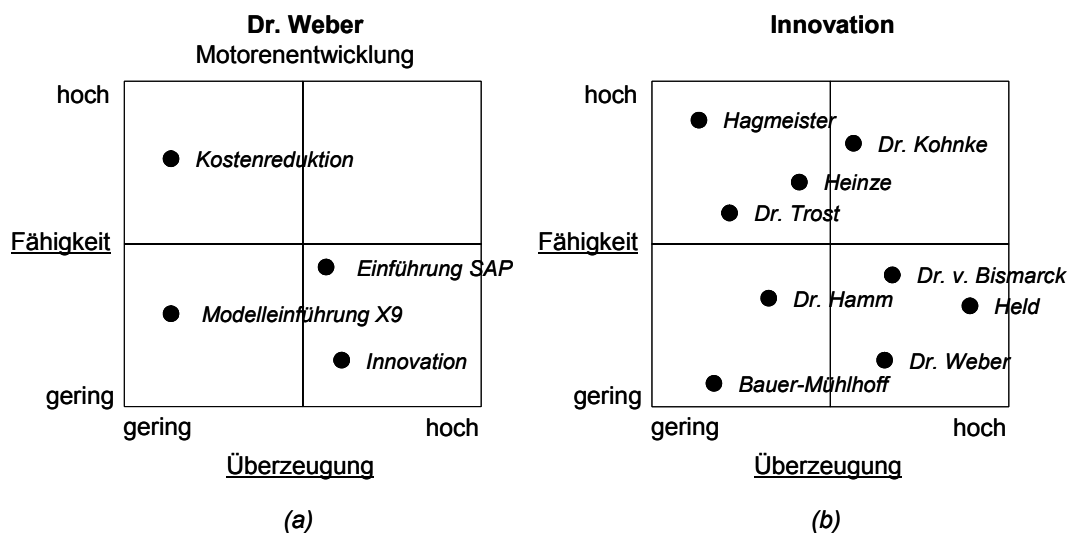 Dr. Weber
Motorenentwicklung
hoch
Kostenreduktion
Fähigkeit
Einführung SAP
Modelleinführung X9
Innovation
gering
gering
hoch
Überzeugung
(a)
Innovation
hoch
Hagmeister
Dr. Kohnke
Heinze
Dr. Trost
Fähigkeit
Dr. v. Bismarck
Dr. Hamm
Held
Dr. Weber
Bauer-Mühlhoff
gering
gering
hoch
Überzeugung
(b)